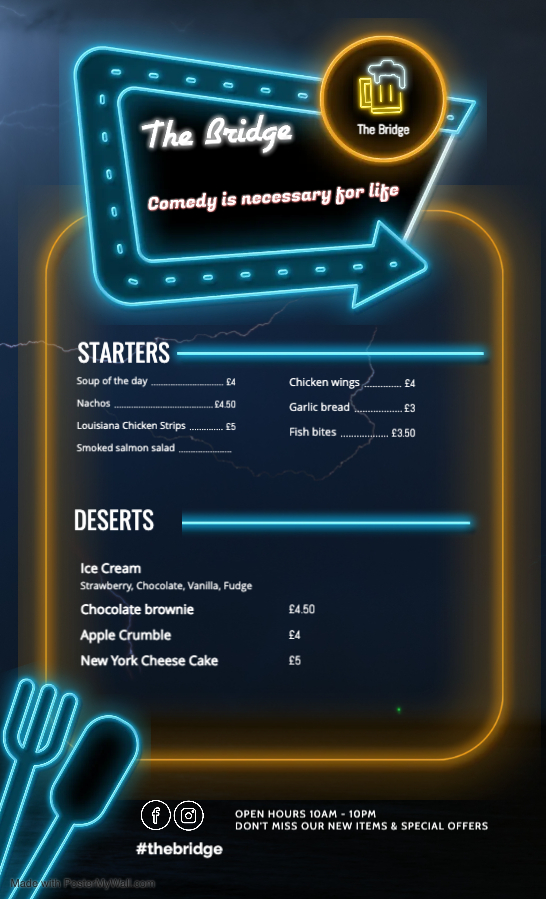 The Bridge
The Bridge
Comedy is necessary for life
STARTERS
Soup of the day ........................ £4
Nachos ................................. £4.50
Louisiana Chicken Strips ........... £5
Smoked salmon salad ..................
Chicken wings ............. £4
Garlic bread ................ £3
Fish bites ................. £3.50
DESERTS
Ice Cream
Strawberry, Chocolate, Vanilla, Fudge
Chocolate brownie £4.50
Apple Crumble £4
New York Cheese Cake £5
OPEN HOURS 10AM - 10PM
DON'T MISS OUR NEW ITEMS & SPECIAL OFFERS
#thebridge
Made with PosterMyWall.com